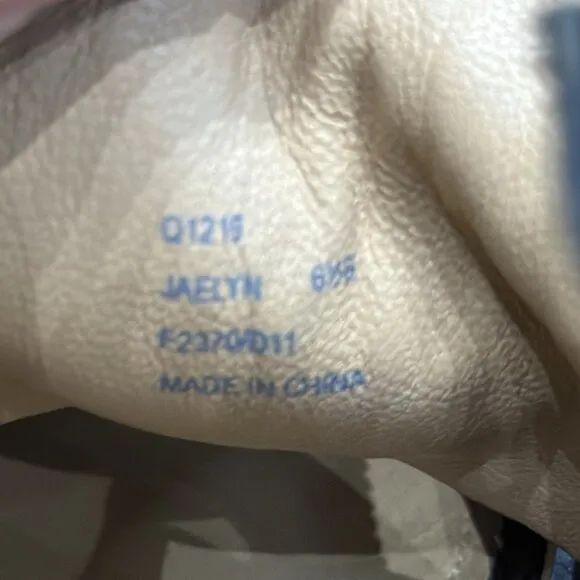 Q1216
JAELYN 6½B
F2370/D11
MADE IN CHINA